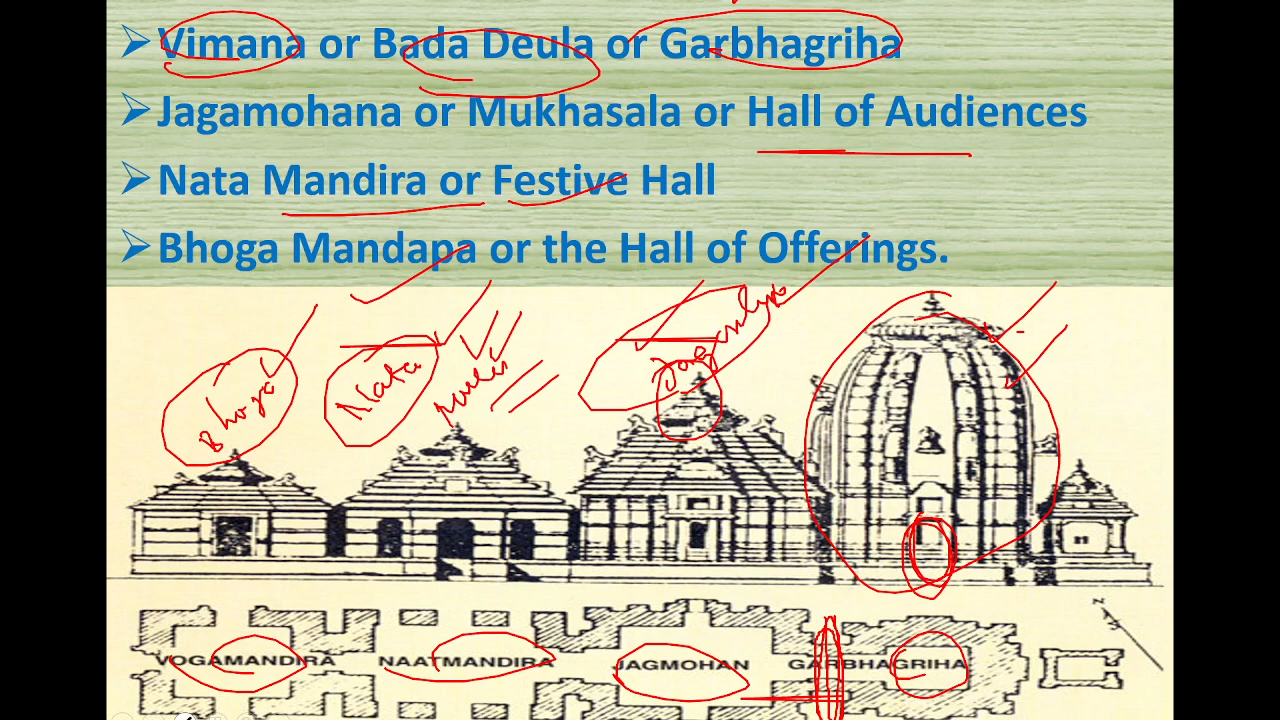 Vimana or Bada Deula or Garbhagriha
Jagamohana or Mukhasala or Hall of Audiences
Nata Mandira or Festive Hall
Bhoga Mandapa or the Hall of Offerings.
Bhoga Nata
VOGAMANDIRA NAATMANDIRA JAGMOHAN GARBHAGRIHA
N